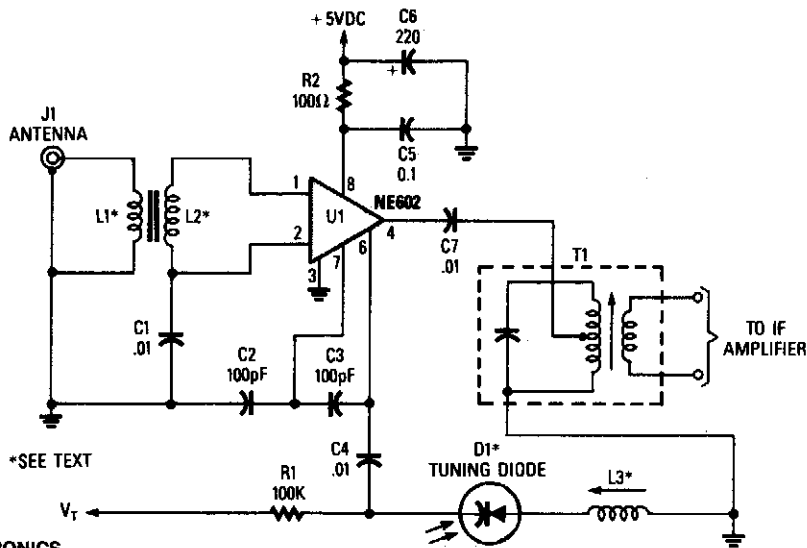 +5VDC
C6
220
+
R2
100Ω
C5
0.1
J1
ANTENNA
L1*
L2*
1
2
8
U1
NE602
3
7
6
4
C7
.01
T1
TO IF
AMPLIFIER
C1
.01
C2
100pF
C3
100pF
*SEE TEXT
C4
.01
R1
100K
VT
D1*
TUNING DIODE
L3*